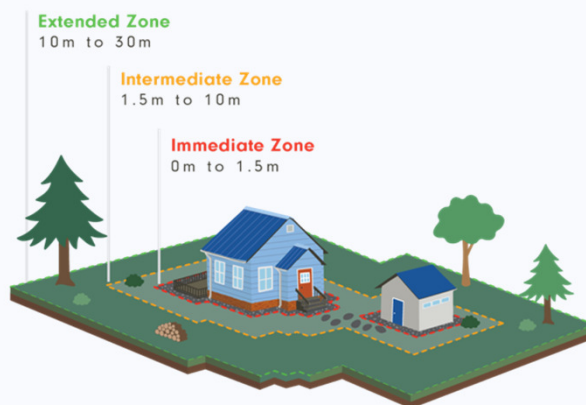 Extended Zone
10m to 30m
Intermediate Zone
1.5m to 10m
Immediate Zone
0m to 1.5m